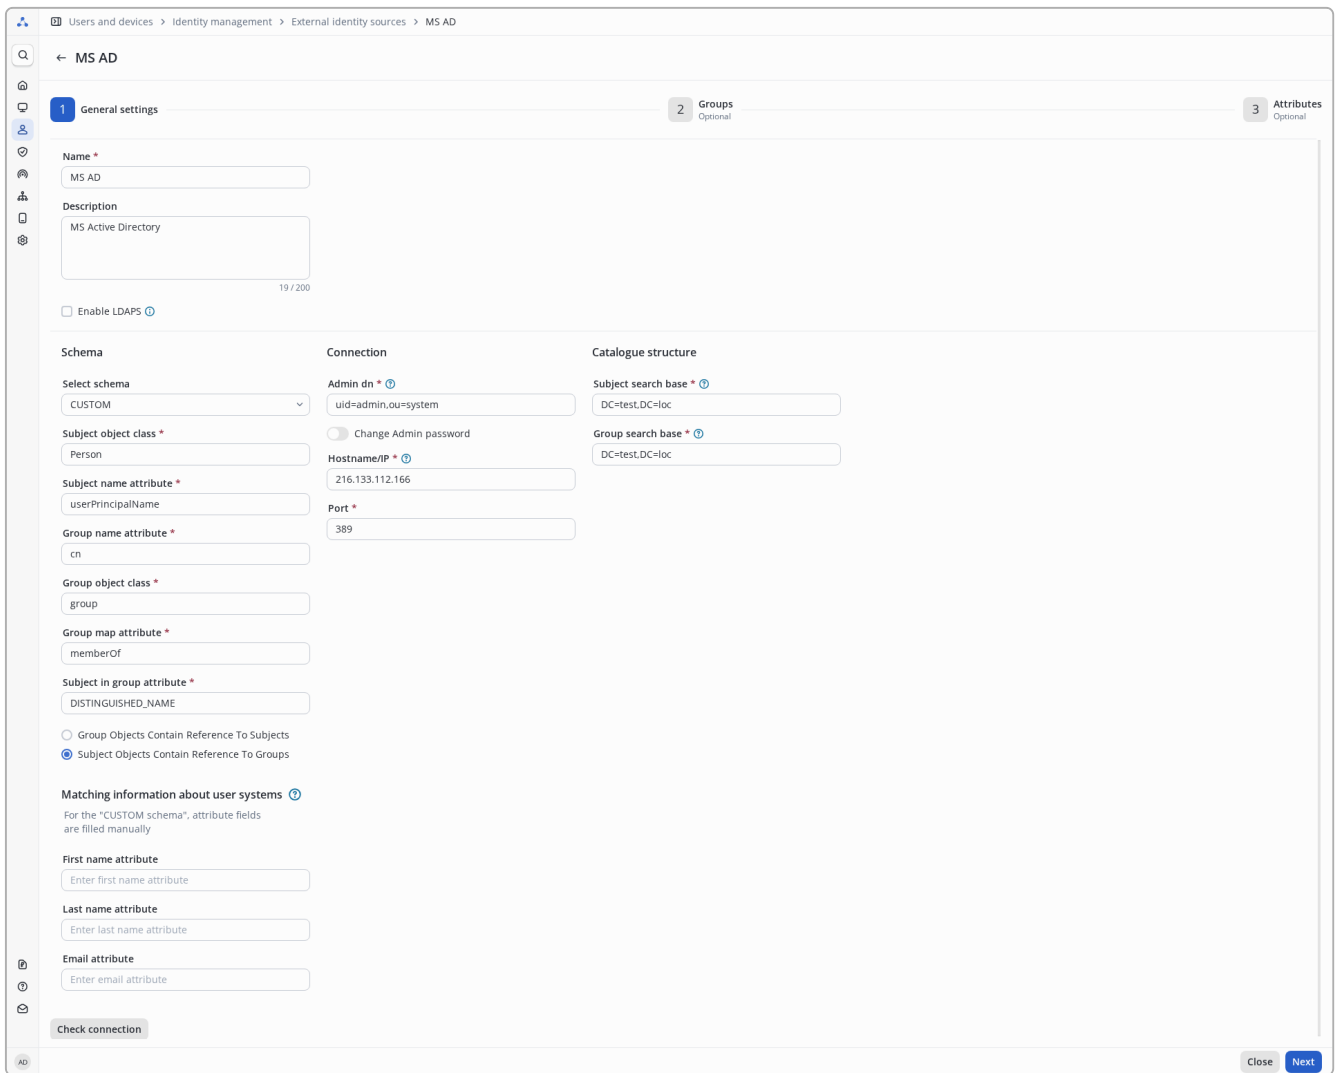 Users and devices > Identity management > External identity sources > MS AD
MS AD
1 General settings
2 Groups
Optional
3 Attributes
Optional
Name *
MS AD
Description
MS Active Directory
19 / 200
Enable LDAPS
Schema
Select schema
CUSTOM
Subject object class *
Person
Subject name attribute *
userPrincipalName
Group name attribute *
cn
Group object class *
group
Group map attribute *
memberOf
Subject in group attribute *
DISTINGUISHED_NAME
Group Objects Contain Reference To Subjects
Subject Objects Contain Reference To Groups
Connection
Admin dn *
uid=admin,ou=system
Change Admin password
Hostname/IP *
216.133.112.166
Port *
389
Catalogue structure
Subject search base *
DC=test,DC=loc
Group search base *
DC=test,DC=loc
Matching information about user systems
For the "CUSTOM schema", attribute fields
are filled manually
First name attribute
Enter first name attribute
Last name attribute
Enter last name attribute
Email attribute
Enter email attribute
Check connection
AD
Close
Next